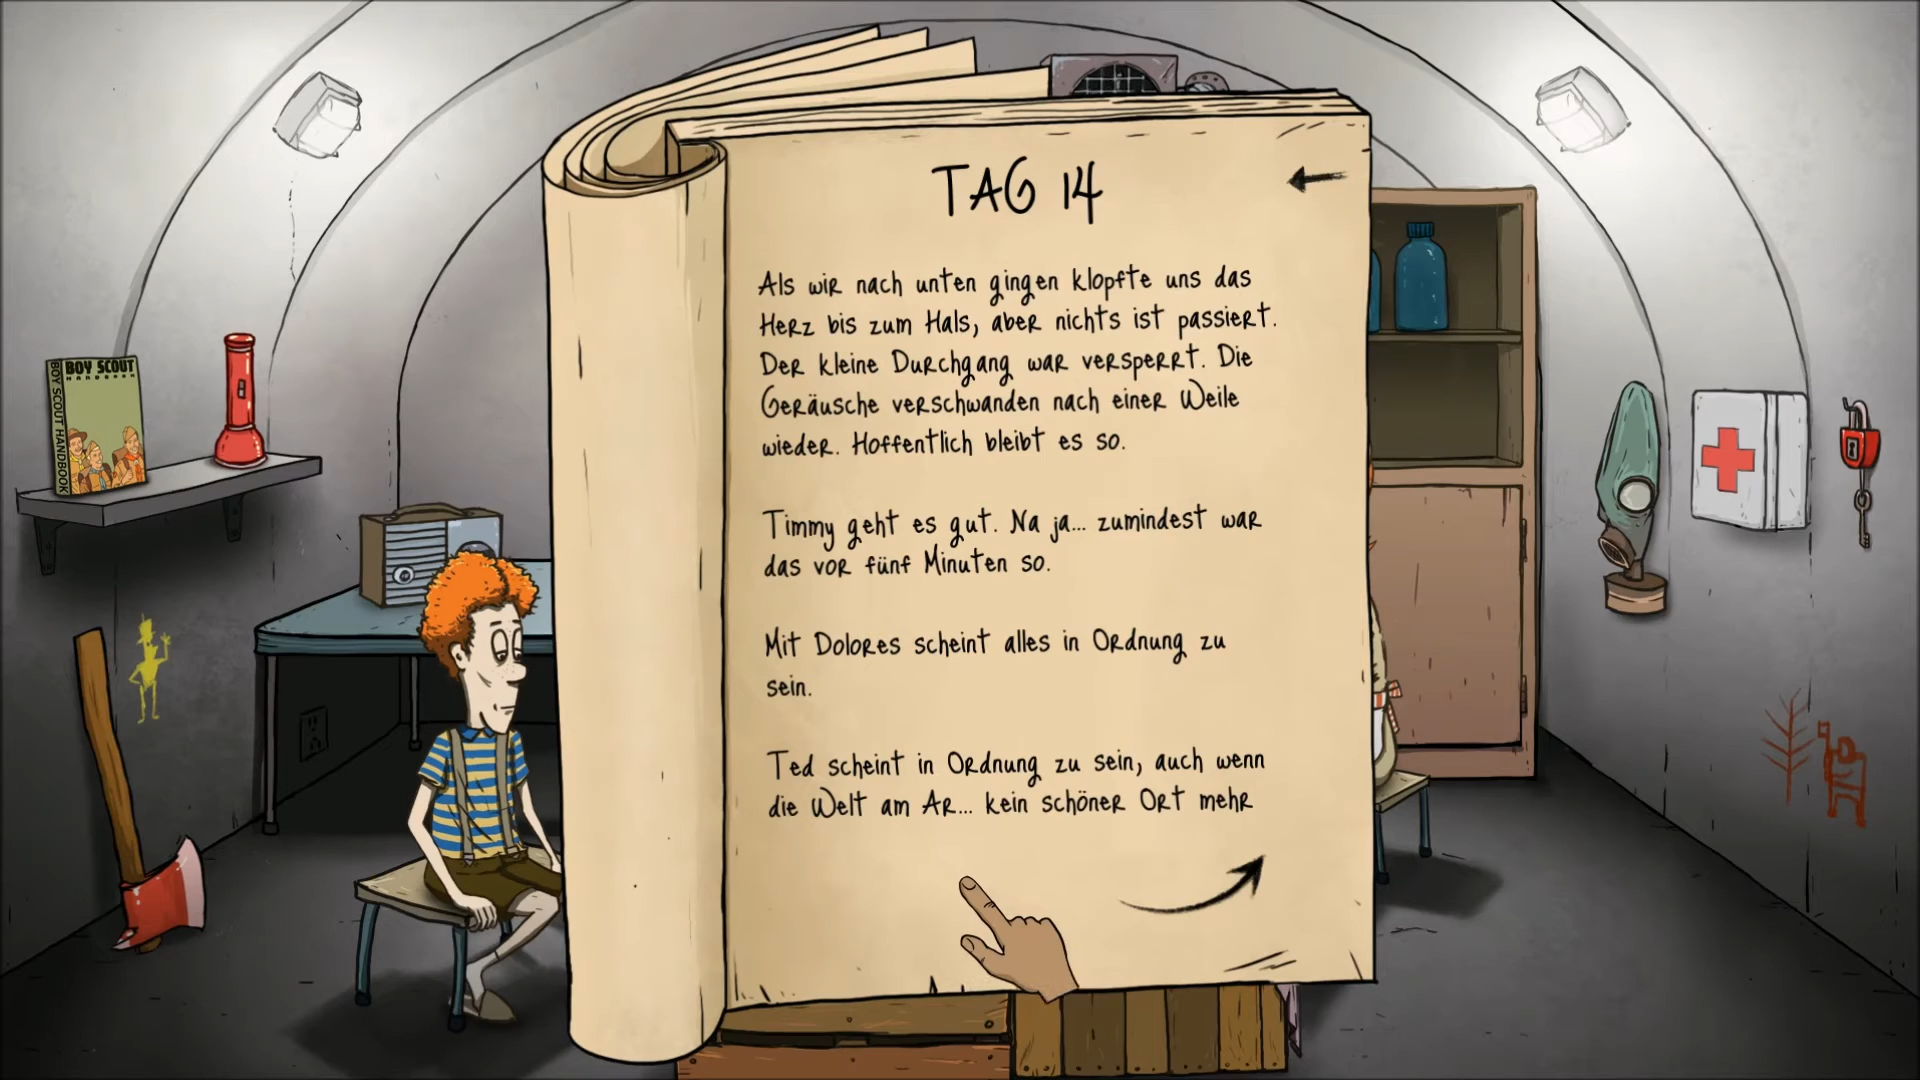 TAG 14
Als wir nach unten gingen klopfte uns das
Herz bis zum Hals, aber nichts ist passiert.
Der kleine Durchgang war versperrt. Die
Geräusche verschwanden nach einer Weile
wieder. Hoffentlich bleibt es so.
Timmy geht es gut. Na ja... zumindest war
das vor fünf Minuten so.
Mit Dolores scheint alles in Ordnung zu
sein.
Ted scheint in Ordnung zu sein, auch wenn
die Welt am Ar... kein schöner Ort mehr
BOY SCOUT
HANDBOOK
BOY SCOUT HANDBOOK